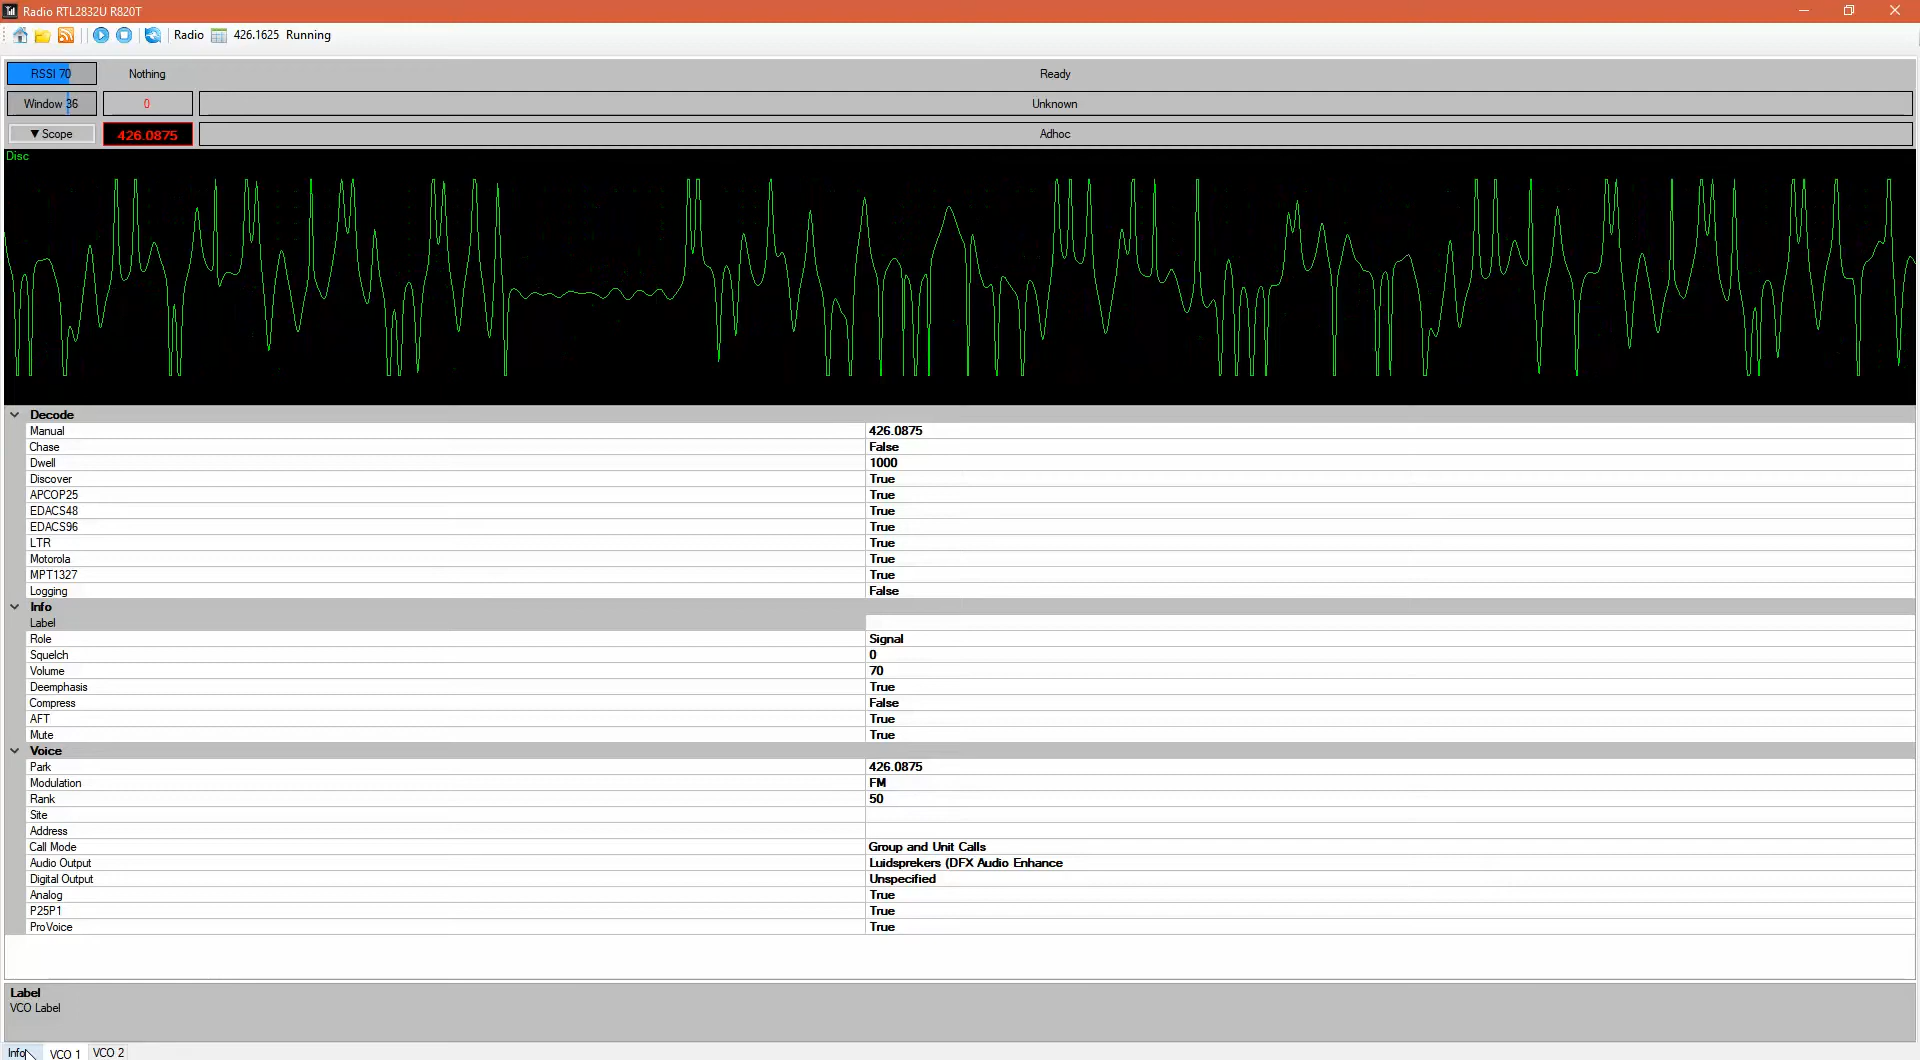 Radio RTL2832U R820T
Radio 426.1625 Running
RSSI 70 Nothing Ready
Window 36 0 Unknown
▼ Scope 426.0875 Adhoc
Disc
Decode
Manual 426.0875
Chase False
Dwell 1000
Discover True
APCOP25 True
EDACS48 True
EDACS96 True
LTR True
Motorola True
MPT1327 True
Logging False
Info
Label
Role Signal
Squelch 0
Volume 70
Deemphasis True
Compress False
AFT True
Mute True
Voice
Park 426.0875
Modulation FM
Rank 50
Site
Address
Call Mode Group and Unit Calls
Audio Output Luidsprekers (DFX Audio Enhance
Digital Output Unspecified
Analog True
P25P1 True
ProVoice True
Label
VCO Label
Info VCO 1 VCO 2